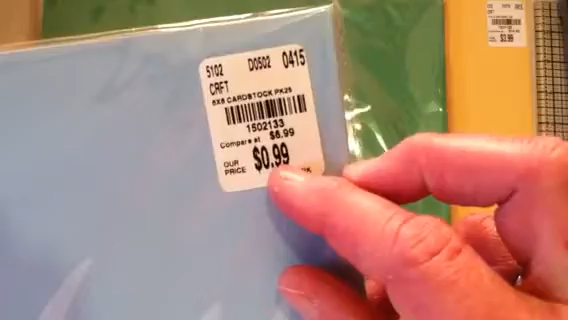 5102 D0502 0415
CRFT
6X6 CARDSTOCK PK25
1502133
Compare at $6.99
OUR PRICE $0.99
$3.99